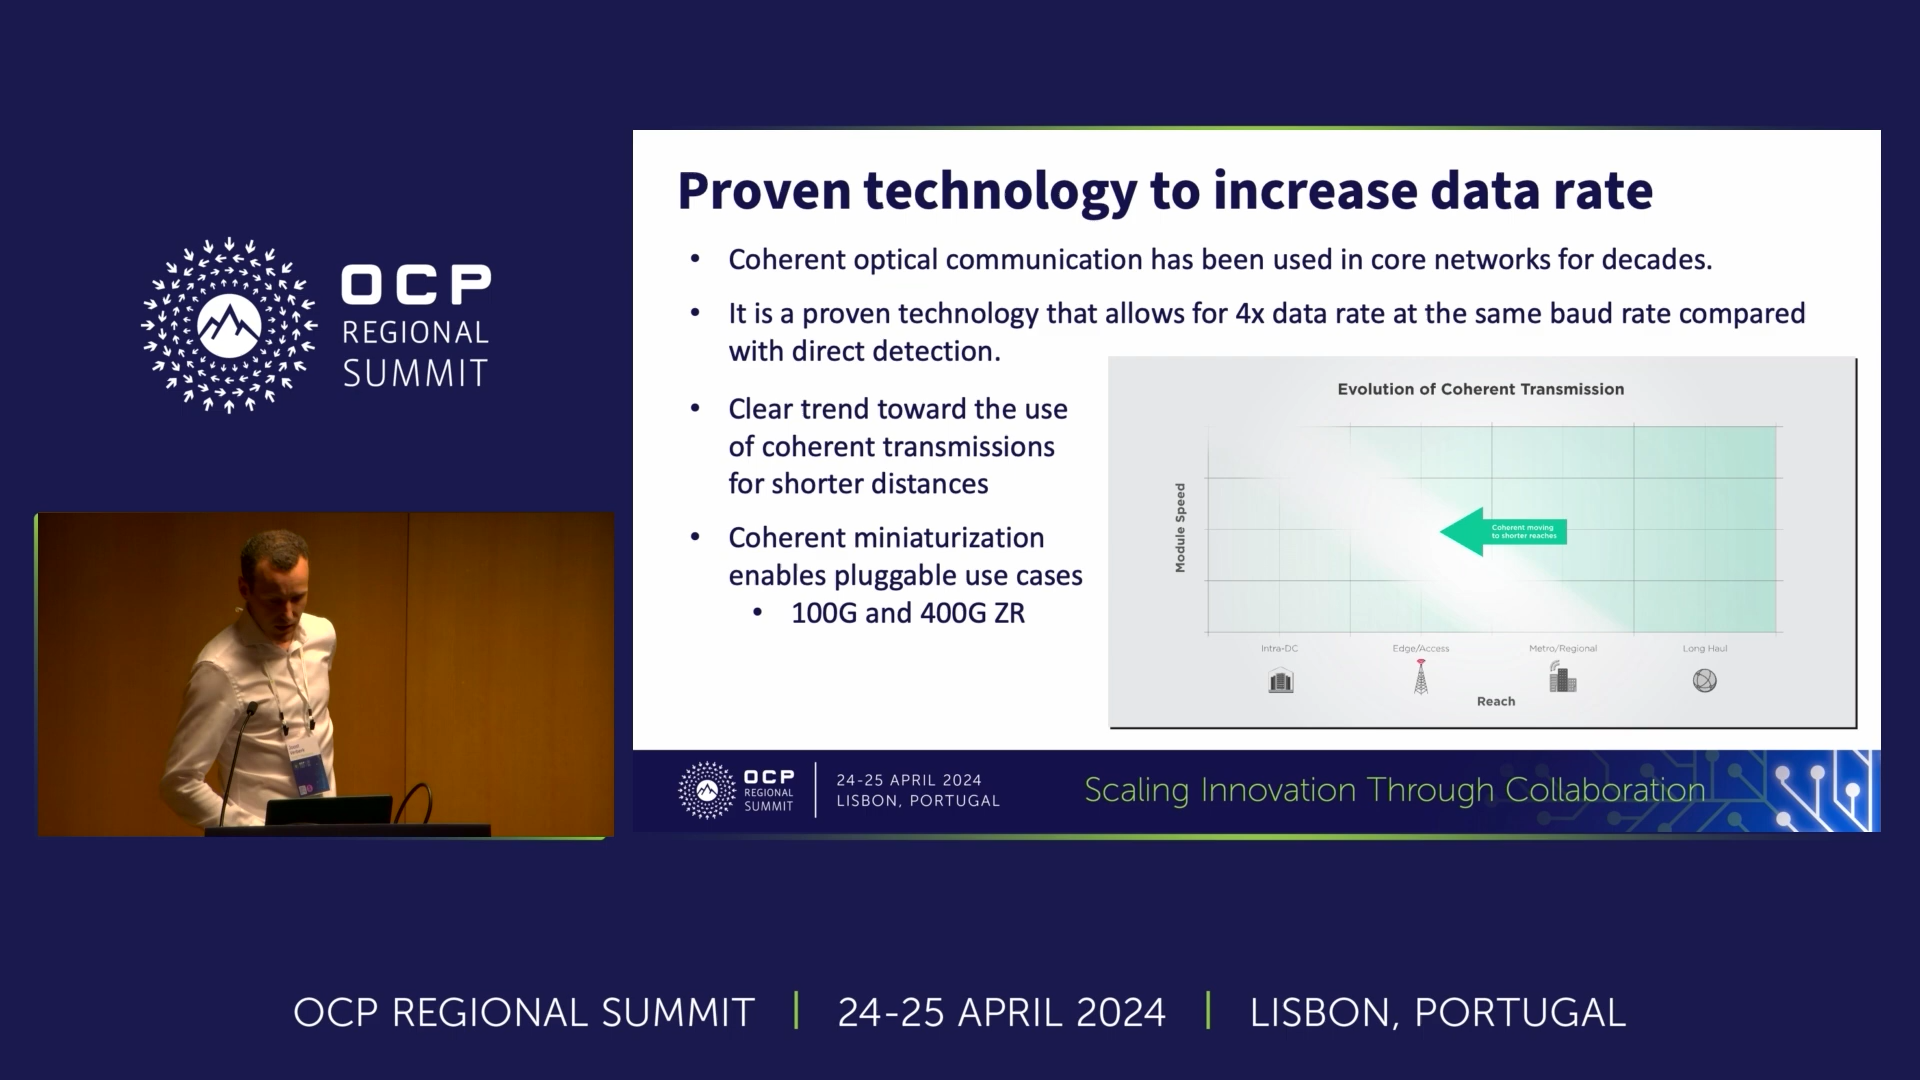 OCP
REGIONAL
SUMMIT
Proven technology to increase data rate
• Coherent optical communication has been used in core networks for decades.
• It is a proven technology that allows for 4x data rate at the same baud rate compared
with direct detection.
• Clear trend toward the use
of coherent transmissions
for shorter distances
• Coherent miniaturization
enables pluggable use cases
• 100G and 400G ZR
Evolution of Coherent Transmission
Module Speed
Coherent moving
to shorter reaches
Intra-DC
Edge/Access
Metro/Regional
Long Haul
Reach
OCP
REGIONAL
SUMMIT
24-25 APRIL 2024
LISBON, PORTUGAL
Scaling Innovation Through Collaboration
OCP REGIONAL SUMMIT | 24-25 APRIL 2024 | LISBON, PORTUGAL